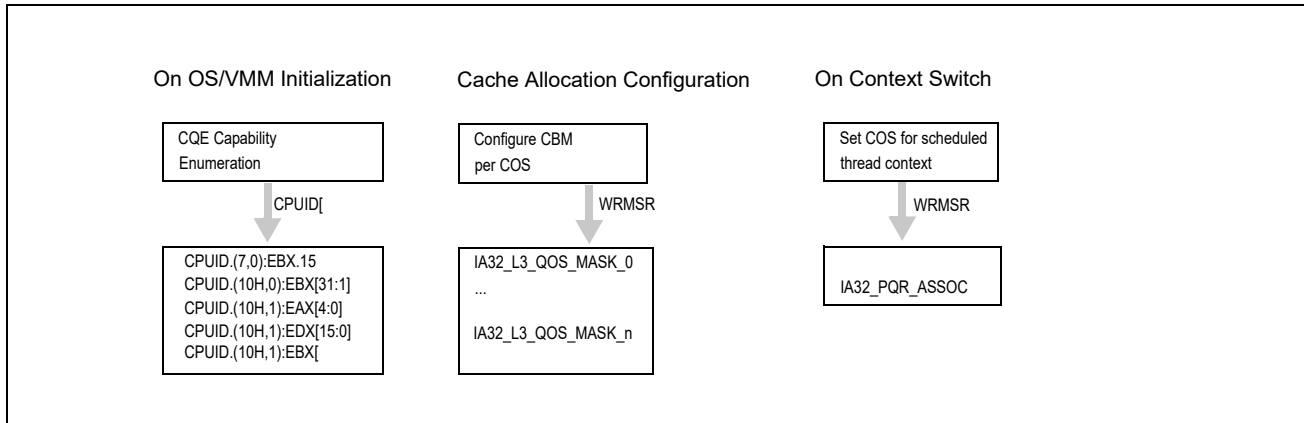 On OS/VMM Initialization
CQE Capability
Enumeration
CPUID[
CPUID.(7,0):EBX.15
CPUID.(10H,0):EBX[31:1]
CPUID.(10H,1):EAX[4:0]
CPUID.(10H,1):EDX[15:0]
CPUID.(10H,1):EBX[
Cache Allocation Configuration
Configure CBM
per COS
WRMSR
IA32_L3_QOS_MASK_0
...
IA32_L3_QOS_MASK_n
On Context Switch
Set COS for scheduled
thread context
WRMSR
IA32_PQR_ASSOC